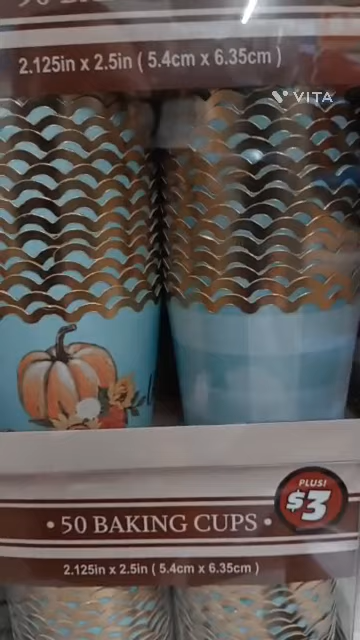 2.125in x 2.5in ( 5.4cm x 6.35cm )
VITA
PLUS!
$3
• 50 BAKING CUPS •
2.125in x 2.5in ( 5.4cm x 6.35cm )